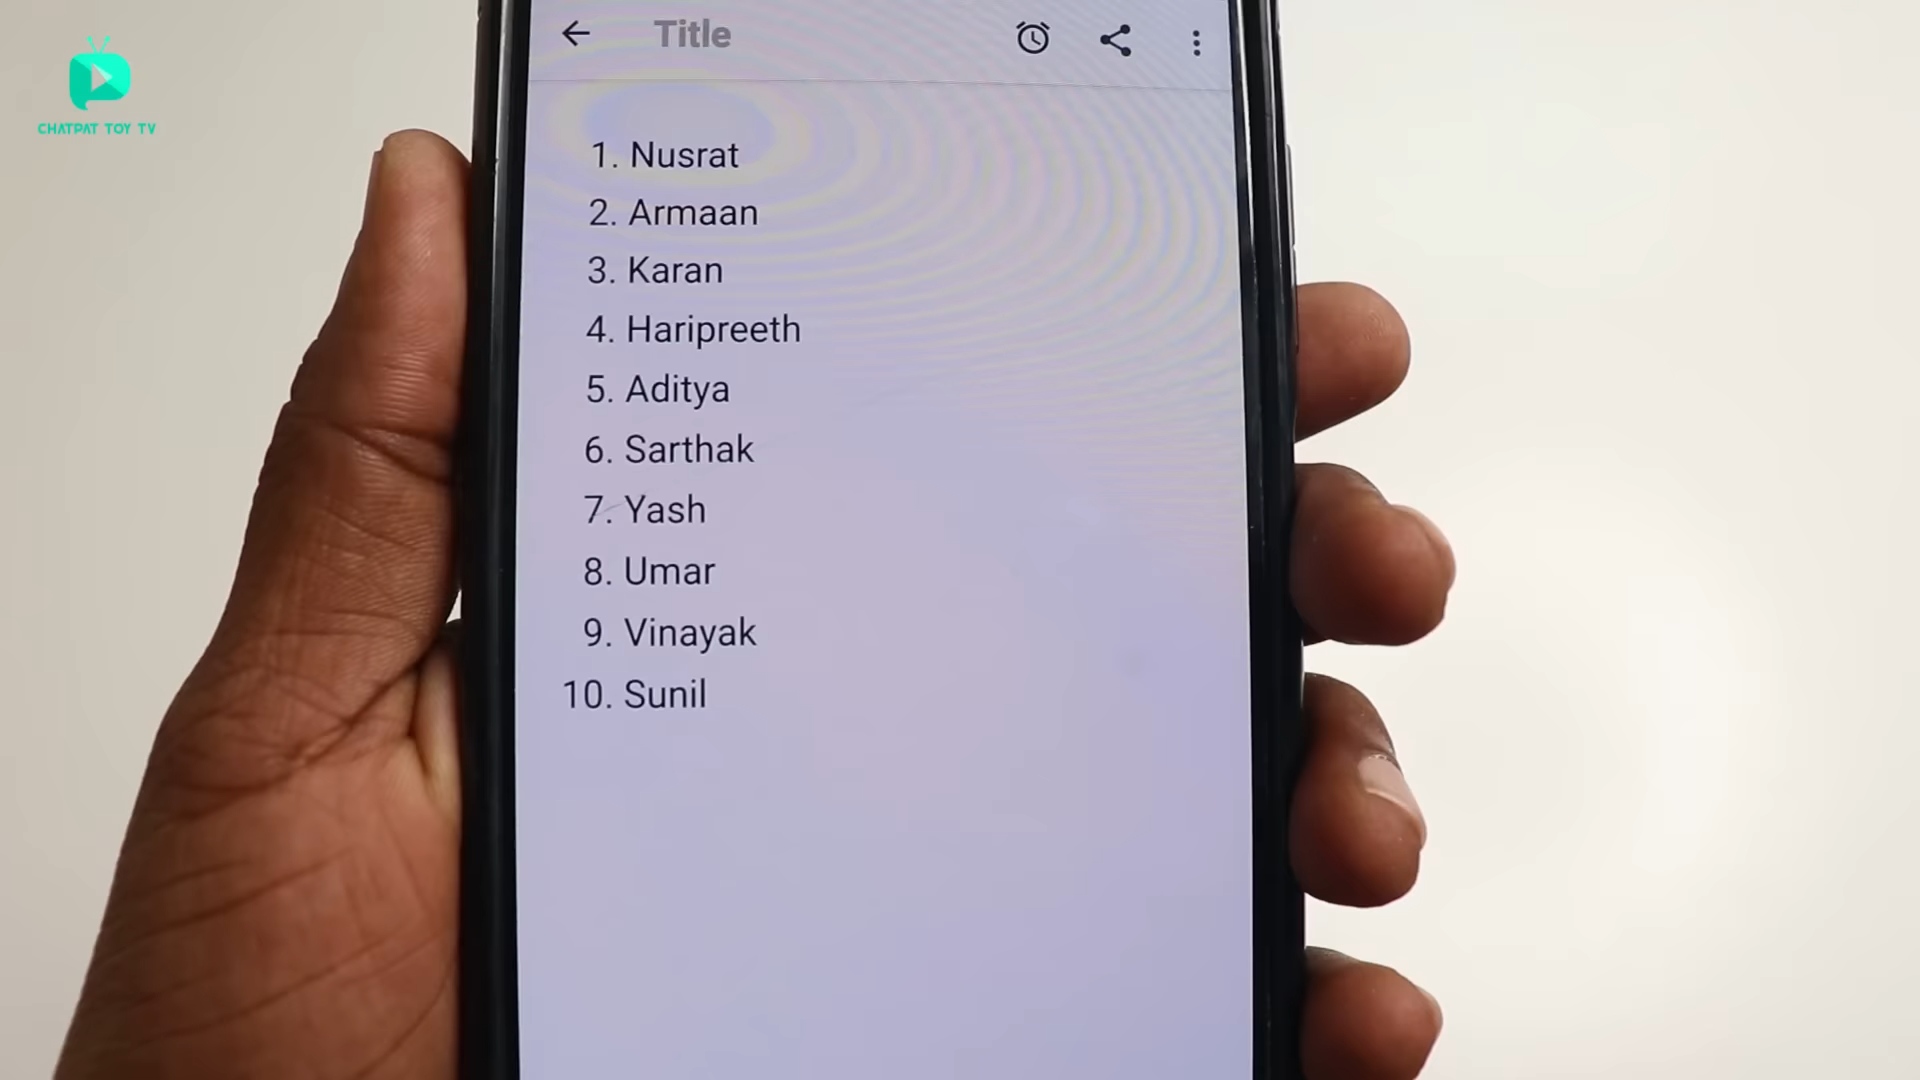 Title
CHATPAT TOY TV
1. Nusrat
2. Armaan
3. Karan
4. Haripreeth
5. Aditya
6. Sarthak
7. Yash
8. Umar
9. Vinayak
10. Sunil